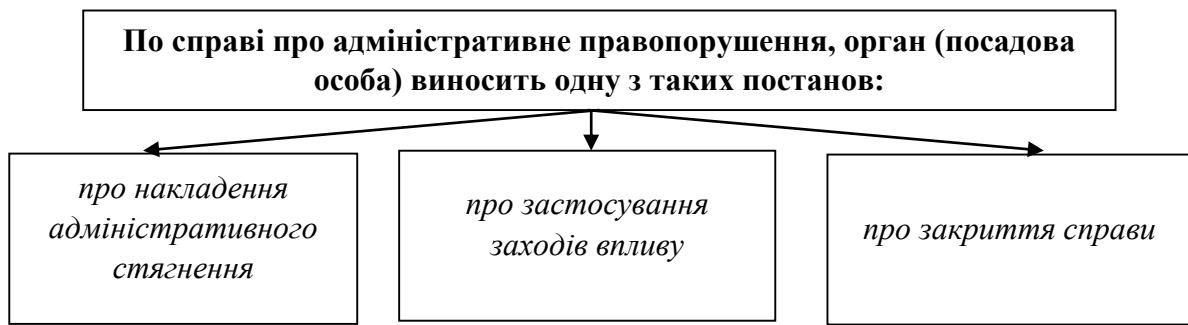 По справі про адміністративне правопорушення, орган (посадова
особа) виносить одну з таких постанов:
про накладення
адміністративного
стягнення
про застосування
заходів впливу
про закриття справи